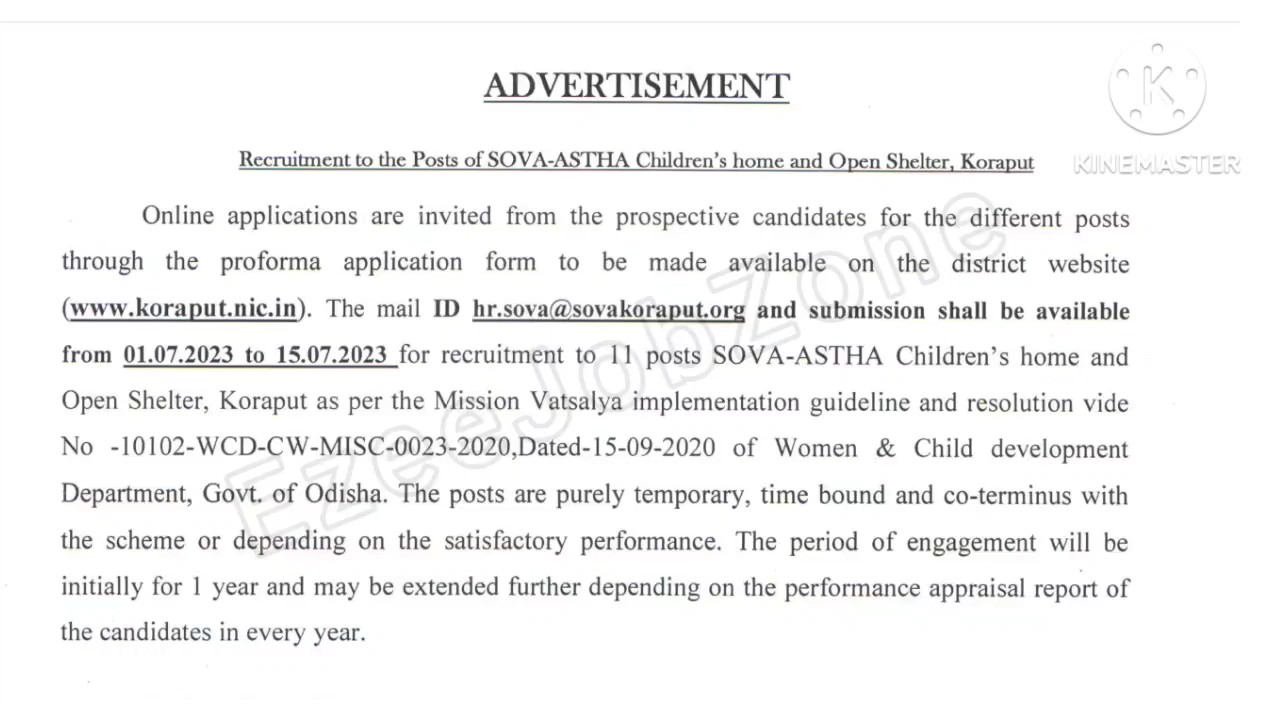 ADVERTISEMENT
KINEMASTER
Recruitment to the Posts of SOVA-ASTHA Children's home and Open Shelter, Koraput
Online applications are invited from the prospective candidates for the different posts
through the proforma application form to be made available on the district website
(www.koraput.nic.in). The mail ID hr.sova@sovakoraput.org and submission shall be available
from 01.07.2023 to 15.07.2023 for recruitment to 11 posts SOVA-ASTHA Children's home and
Open Shelter, Koraput as per the Mission Vatsalya implementation guideline and resolution vide
No -10102-WCD-CW-MISC-0023-2020,Dated-15-09-2020 of Women & Child development
Department, Govt. of Odisha. The posts are purely temporary, time bound and co-terminus with
the scheme or depending on the satisfactory performance. The period of engagement will be
initially for 1 year and may be extended further depending on the performance appraisal report of
the candidates in every year.
EzeeJobZone